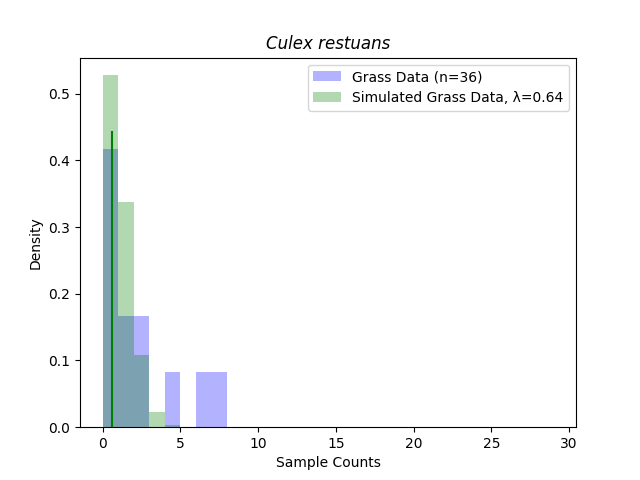 Culex restuans
Grass Data (n=36)
Simulated Grass Data, λ=0.64
Density
0.5
0.4
0.3
0.2
0.1
0.0
0 5 10 15 20 25 30
Sample Counts